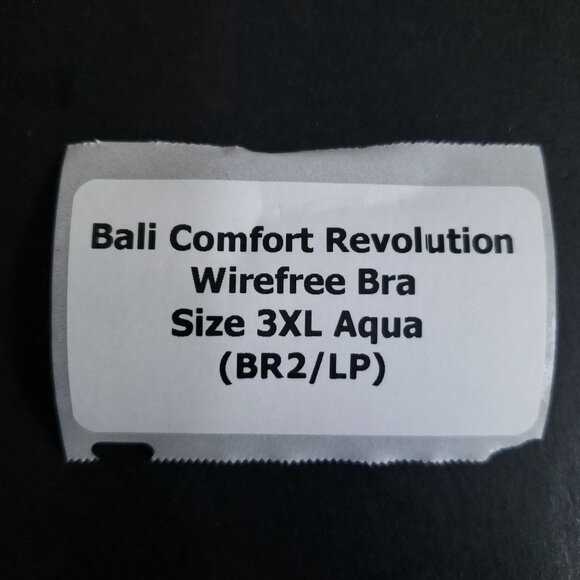 Bali Comfort Revolution
Wirefree Bra
Size 3XL Aqua
(BR2/LP)